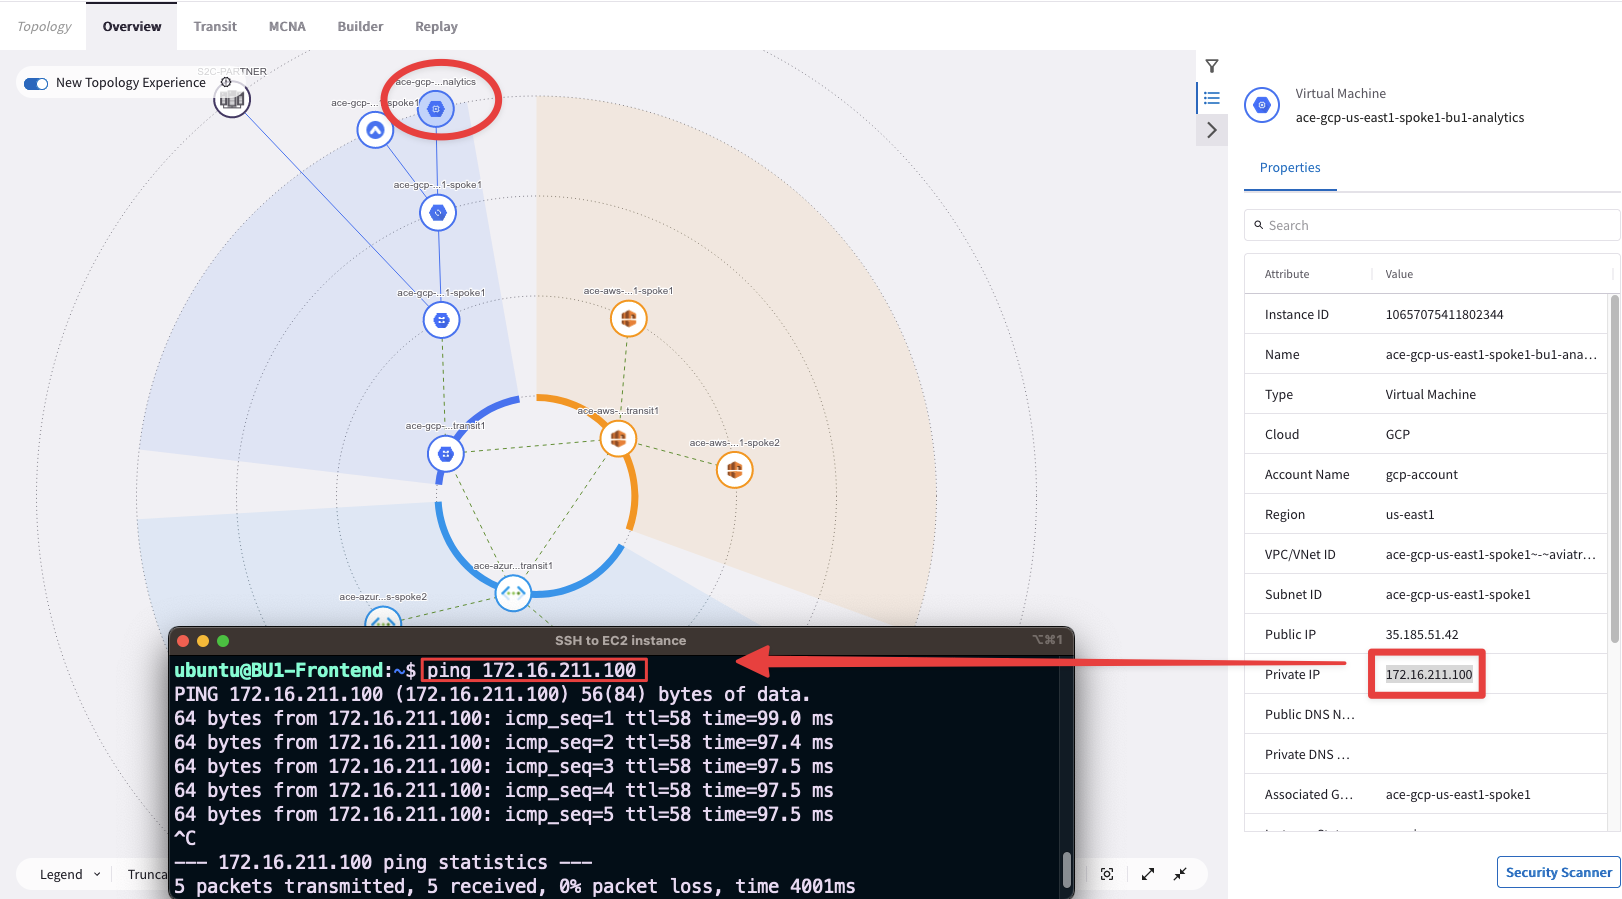 Topology
Overview
Transit
MCNA
Builder
Replay
New Topology Experience
S2C-PARTNER
ace-gcp-...nalytics
ace-gcp-...1-spoke1
ace-gcp-...1-spoke1
ace-gcp-...1-spoke1
ace-aws-...1-spoke1
ace-gcp-...transit1
ace-aws-...transit1
ace-aws-...1-spoke2
ace-azur...transit1
ace-azur...s-spoke2
Legend
Trunca
SSH to EC2 instance
⌥⌘1
ubuntu@BU1-Frontend:~$ ping 172.16.211.100
PING 172.16.211.100 (172.16.211.100) 56(84) bytes of data.
64 bytes from 172.16.211.100: icmp_seq=1 ttl=58 time=99.0 ms
64 bytes from 172.16.211.100: icmp_seq=2 ttl=58 time=97.4 ms
64 bytes from 172.16.211.100: icmp_seq=3 ttl=58 time=97.5 ms
64 bytes from 172.16.211.100: icmp_seq=4 ttl=58 time=97.5 ms
64 bytes from 172.16.211.100: icmp_seq=5 ttl=58 time=97.5 ms
^C
--- 172.16.211.100 ping statistics ---
5 packets transmitted, 5 received, 0% packet loss, time 4001ms
Virtual Machine
ace-gcp-us-east1-spoke1-bu1-analytics
Properties
Search
Attribute Value
Instance ID 10657075411802344
Name ace-gcp-us-east1-spoke1-bu1-ana...
Type Virtual Machine
Cloud GCP
Account Name gcp-account
Region us-east1
VPC/VNet ID ace-gcp-us-east1-spoke1~-~aviatr...
Subnet ID ace-gcp-us-east1-spoke1
Public IP 35.185.51.42
Private IP 172.16.211.100
Public DNS N...
Private DNS ...
Associated G... ace-gcp-us-east1-spoke1
Security Scanner